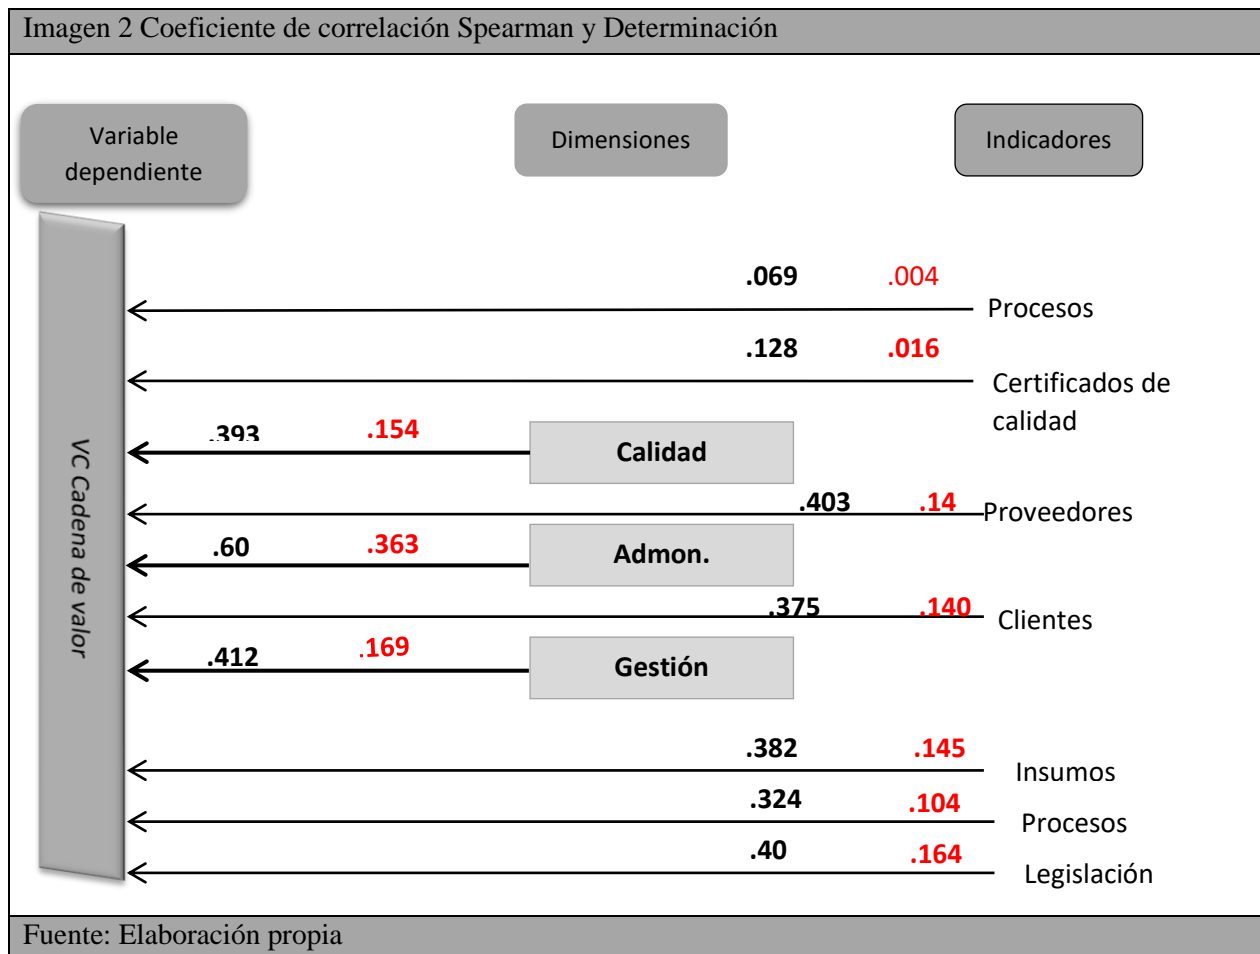 Imagen 2 Coeficiente de correlación Spearman y Determinación
Variable
dependiente
Dimensiones
Indicadores
VC Cadena de valor
.069 .004
Procesos
.128 .016
Certificados de
calidad
.393 .154
Calidad
.403 .14
Proveedores
.60 .363
Admon.
.375 .140
Clientes
.412 .169
Gestión
.382 .145
Insumos
.324 .104
Procesos
.40 .164
Legislación
Fuente: Elaboración propia